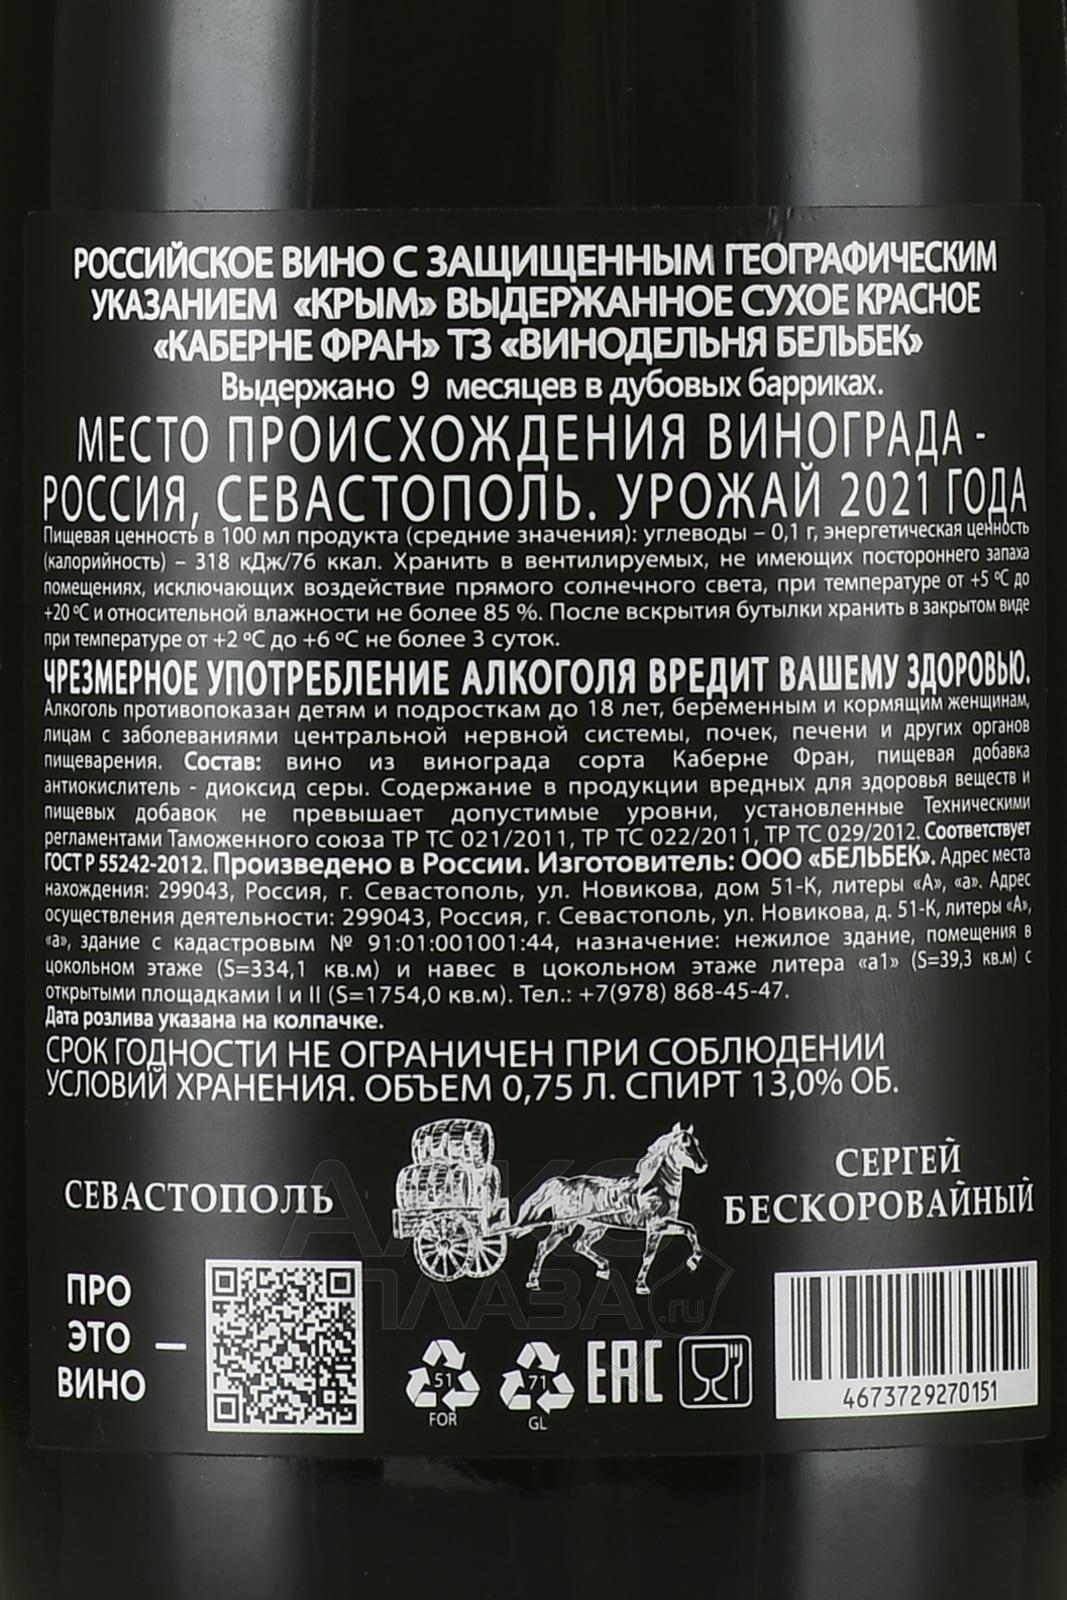 РОССИЙСКОЕ ВИНО С ЗАЩИЩЕННЫМ ГЕОГРАФИЧЕСКИМ
УКАЗАНИЕМ «КРЫМ» ВЫДЕРЖАННОЕ СУХОЕ КРАСНОЕ
«КАБЕРНЕ ФРАН» ТЗ «ВИНОДЕЛЬНЯ БЕЛЬБЕК»
Выдержано 9 месяцев в дубовых барриках.
МЕСТО ПРОИСХОЖДЕНИЯ ВИНОГРАДА -
РОССИЯ, СЕВАСТОПОЛЬ. УРОЖАЙ 2021 ГОДА
Пищевая ценность в 100 мл продукта (средние значения): углеводы – 0,1 г, энергетическая ценность
(калорийность) – 318 кДж/76 ккал. Хранить в вентилируемых, не имеющих постороннего запаха
помещениях, исключающих воздействие прямого солнечного света, при температуре от +5 ºС до
+20 ºС и относительной влажности не более 85 %. После вскрытия бутылки хранить в закрытом виде
при температуре от +2 ºС до +6 ºС не более 3 суток.
ЧРЕЗМЕРНОЕ УПОТРЕБЛЕНИЕ АЛКОГОЛЯ ВРЕДИТ ВАШЕМУ ЗДОРОВЬЮ.
Алкоголь противопоказан детям и подросткам до 18 лет, беременным и кормящим женщинам,
лицам с заболеваниями центральной нервной системы, почек, печени и других органов
пищеварения. Состав: вино из винограда сорта Каберне Фран, пищевая добавка
антиокислитель - диоксид серы. Содержание в продукции вредных для здоровья веществ и
пищевых добавок не превышает допустимые уровни, установленные Техническими
регламентами Таможенного союза ТР ТС 021/2011, ТР ТС 022/2011, ТР ТС 029/2012. Соответствует
ГОСТ Р 55242-2012. Произведено в России. Изготовитель: ООО «БЕЛЬБЕК». Адрес места
нахождения: 299043, Россия, г. Севастополь, ул. Новикова, дом 51-К, литеры «А», «а». Адрес
осуществления деятельности: 299043, Россия, г. Севастополь, ул. Новикова, д. 51-К, литеры «А»,
«а», здание с кадастровым № 91:01:001001:44, назначение: нежилое здание, помещения в
цокольном этаже (S=334,1 кв.м) и навес в цокольном этаже литера «а1» (S=39,3 кв.м) с
открытыми площадками I и II (S=1754,0 кв.м). Тел.: +7(978) 868-45-47.
Дата розлива указана на колпачке.
СРОК ГОДНОСТИ НЕ ОГРАНИЧЕН ПРИ СОБЛЮДЕНИИ
УСЛОВИЙ ХРАНЕНИЯ. ОБЪЕМ 0,75 Л. СПИРТ 13,0% ОБ.
СЕВАСТОПОЛЬ
СЕРГЕЙ
БЕСКОРОВАЙНЫЙ
АЛКО
ПЛАЗА.ru
ПРО
ЭТО —
ВИНО
51
FOR
71
GL
EAC
4673729270151